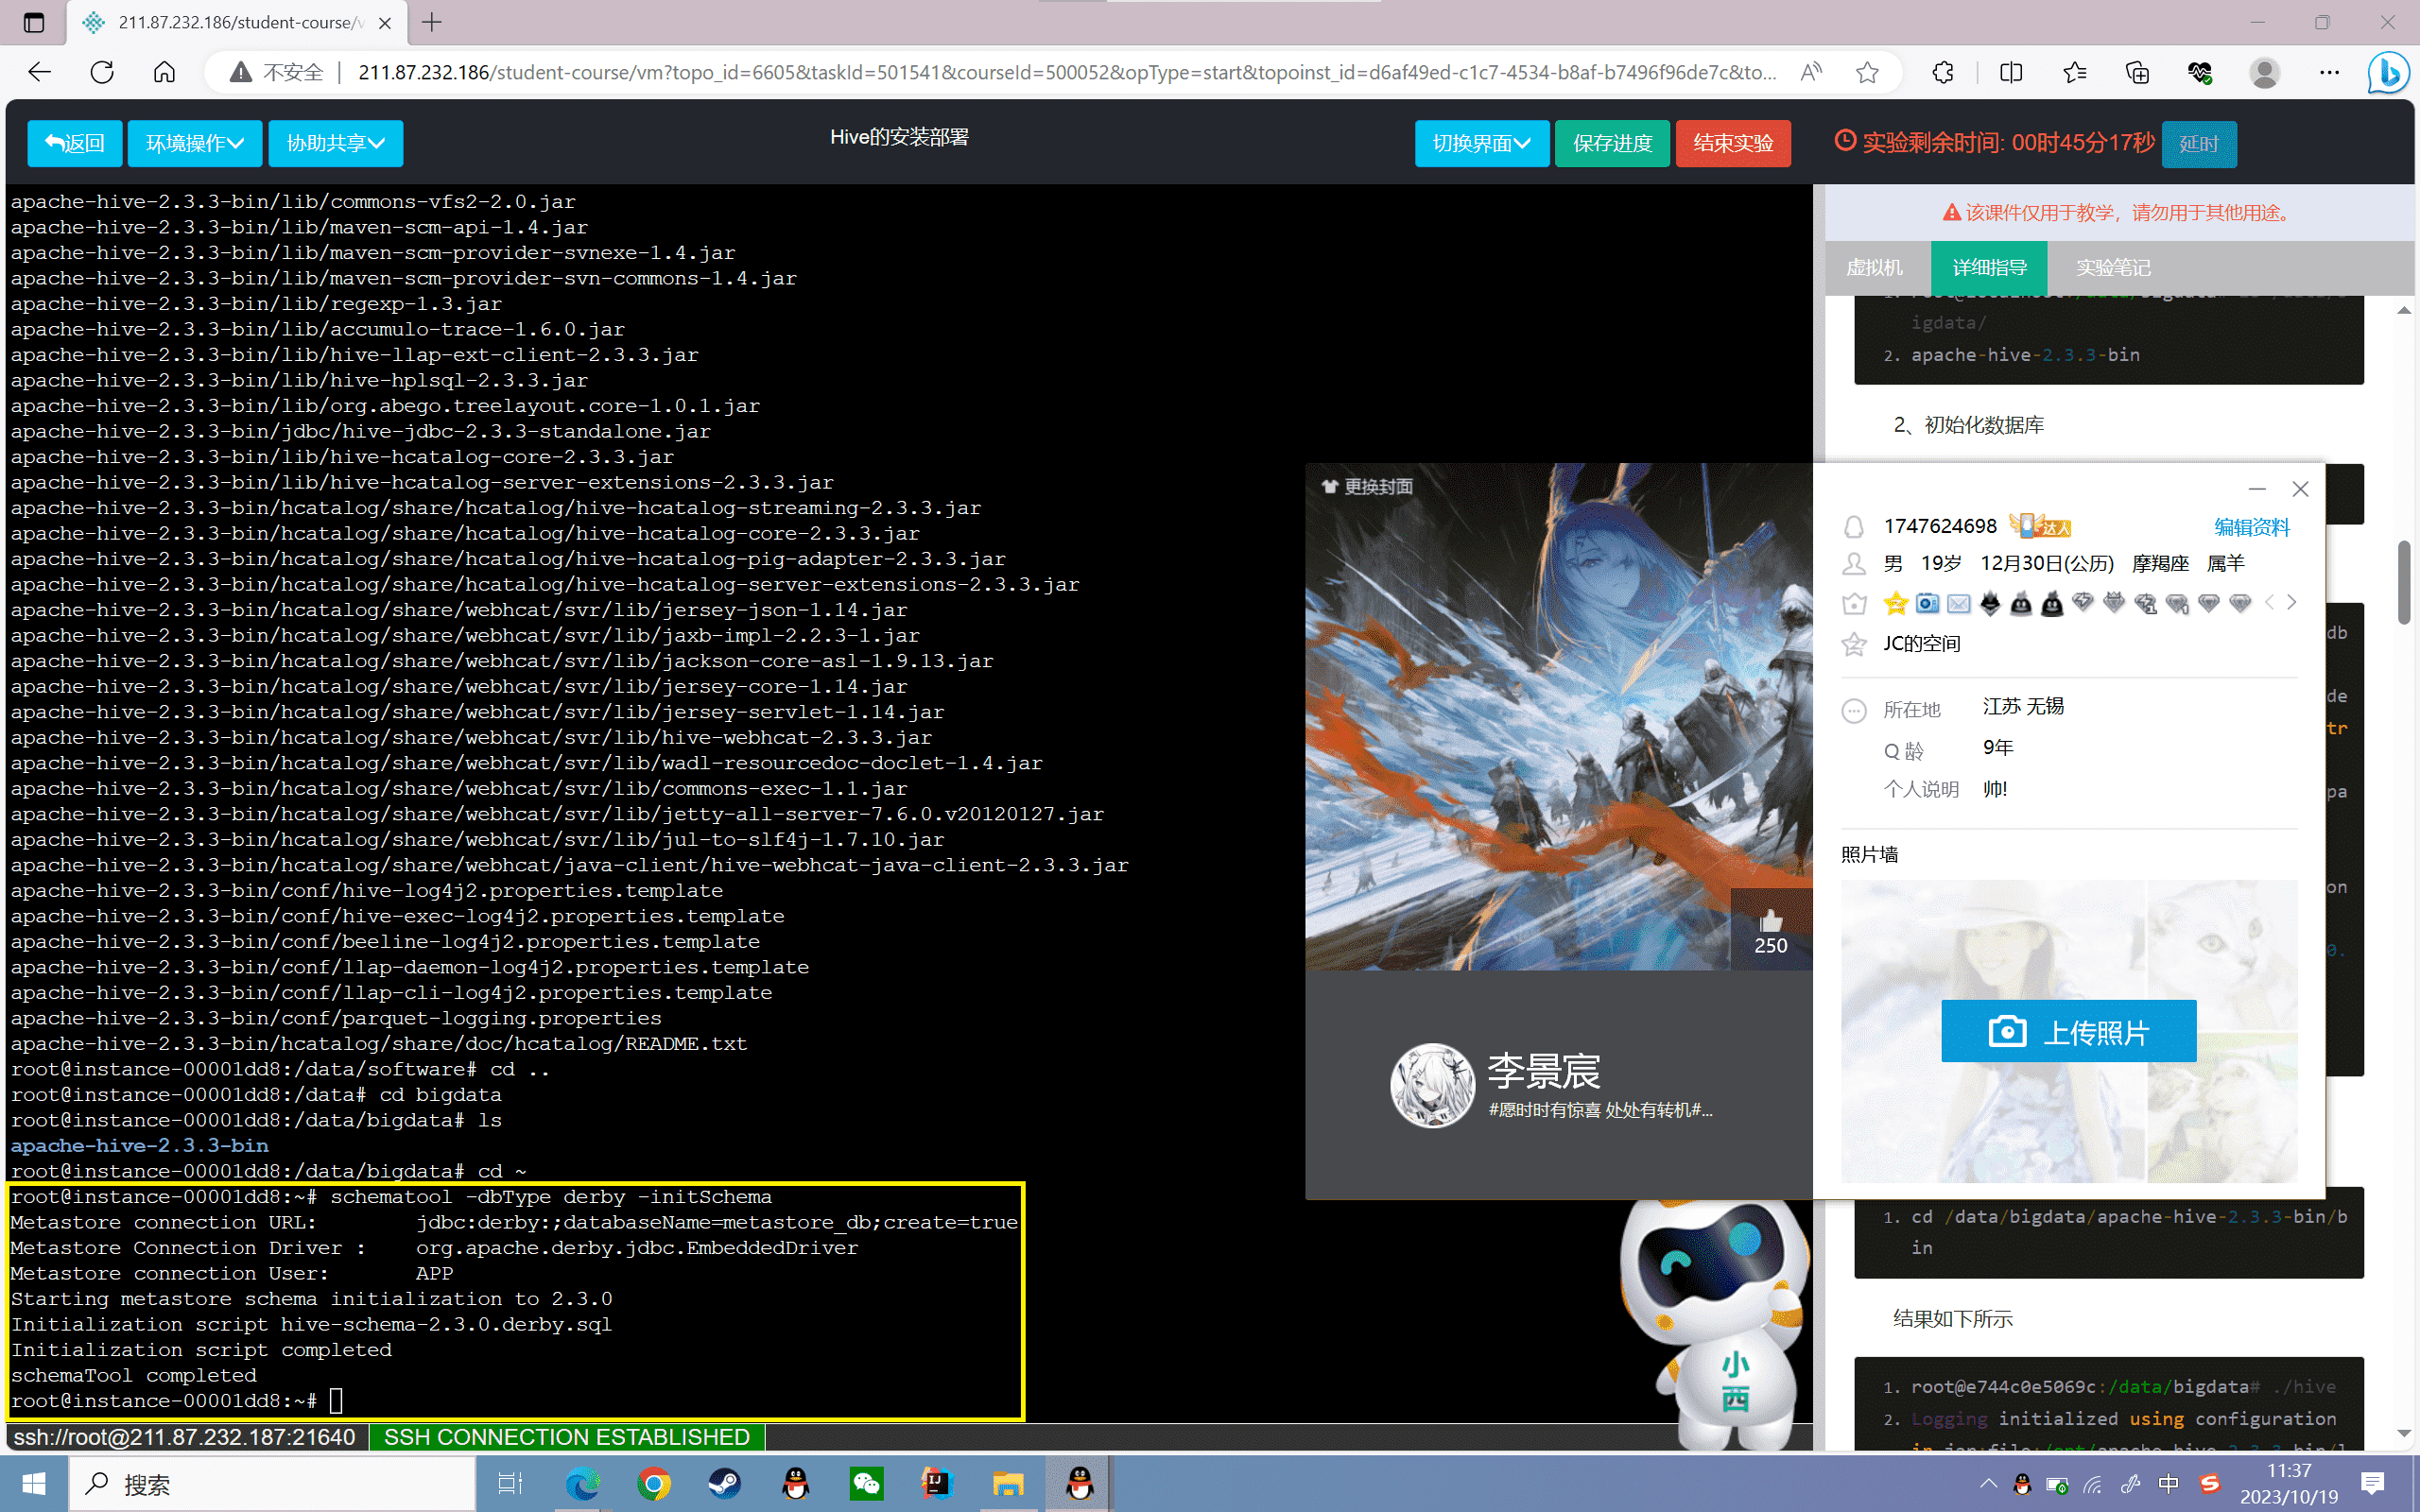 211.87.232.186/student-course/v
不安全
211.87.232.186/student-course/vm?topo_id=6605&taskId=501541&courseId=500052&opType=start&topoinst_id=d6af49ed-c1c7-4534-b8af-b7496f96de7c&to...
返回
环境操作
协助共享
Hive的安装部署
切换界面
保存进度
结束实验
实验剩余时间: 00时45分17秒
延时
apache-hive-2.3.3-bin/lib/commons-vfs2-2.0.jar
apache-hive-2.3.3-bin/lib/maven-scm-api-1.4.jar
apache-hive-2.3.3-bin/lib/maven-scm-provider-svnexe-1.4.jar
apache-hive-2.3.3-bin/lib/maven-scm-provider-svn-commons-1.4.jar
apache-hive-2.3.3-bin/lib/regexp-1.3.jar
apache-hive-2.3.3-bin/lib/accumulo-trace-1.6.0.jar
apache-hive-2.3.3-bin/lib/hive-llap-ext-client-2.3.3.jar
apache-hive-2.3.3-bin/lib/hive-hplsql-2.3.3.jar
apache-hive-2.3.3-bin/lib/org.abego.treelayout.core-1.0.1.jar
apache-hive-2.3.3-bin/jdbc/hive-jdbc-2.3.3-standalone.jar
apache-hive-2.3.3-bin/lib/hive-hcatalog-core-2.3.3.jar
apache-hive-2.3.3-bin/lib/hive-hcatalog-server-extensions-2.3.3.jar
apache-hive-2.3.3-bin/hcatalog/share/hcatalog/hive-hcatalog-streaming-2.3.3.jar
apache-hive-2.3.3-bin/hcatalog/share/hcatalog/hive-hcatalog-core-2.3.3.jar
apache-hive-2.3.3-bin/hcatalog/share/hcatalog/hive-hcatalog-pig-adapter-2.3.3.jar
apache-hive-2.3.3-bin/hcatalog/share/hcatalog/hive-hcatalog-server-extensions-2.3.3.jar
apache-hive-2.3.3-bin/hcatalog/share/webhcat/svr/lib/jersey-json-1.14.jar
apache-hive-2.3.3-bin/hcatalog/share/webhcat/svr/lib/jaxb-impl-2.2.3-1.jar
apache-hive-2.3.3-bin/hcatalog/share/webhcat/svr/lib/jackson-core-asl-1.9.13.jar
apache-hive-2.3.3-bin/hcatalog/share/webhcat/svr/lib/jersey-core-1.14.jar
apache-hive-2.3.3-bin/hcatalog/share/webhcat/svr/lib/jersey-servlet-1.14.jar
apache-hive-2.3.3-bin/hcatalog/share/webhcat/svr/lib/hive-webhcat-2.3.3.jar
apache-hive-2.3.3-bin/hcatalog/share/webhcat/svr/lib/wadl-resourcedoc-doclet-1.4.jar
apache-hive-2.3.3-bin/hcatalog/share/webhcat/svr/lib/commons-exec-1.1.jar
apache-hive-2.3.3-bin/hcatalog/share/webhcat/svr/lib/jetty-all-server-7.6.0.v20120127.jar
apache-hive-2.3.3-bin/hcatalog/share/webhcat/svr/lib/jul-to-slf4j-1.7.10.jar
apache-hive-2.3.3-bin/hcatalog/share/webhcat/java-client/hive-webhcat-java-client-2.3.3.jar
apache-hive-2.3.3-bin/conf/hive-log4j2.properties.template
apache-hive-2.3.3-bin/conf/hive-exec-log4j2.properties.template
apache-hive-2.3.3-bin/conf/beeline-log4j2.properties.template
apache-hive-2.3.3-bin/conf/llap-daemon-log4j2.properties.template
apache-hive-2.3.3-bin/conf/llap-cli-log4j2.properties.template
apache-hive-2.3.3-bin/conf/parquet-logging.properties
apache-hive-2.3.3-bin/hcatalog/share/doc/hcatalog/README.txt
root@instance-00001dd8:/data/software# cd ..
root@instance-00001dd8:/data# cd bigdata
root@instance-00001dd8:/data/bigdata# ls
apache-hive-2.3.3-bin
root@instance-00001dd8:/data/bigdata# cd ~
root@instance-00001dd8:~# schematool -dbType derby -initSchema
Metastore connection URL: jdbc:derby:;databaseName=metastore_db;create=true
Metastore Connection Driver : org.apache.derby.jdbc.EmbeddedDriver
Metastore connection User: APP
Starting metastore schema initialization to 2.3.0
Initialization script hive-schema-2.3.0.derby.sql
Initialization script completed
schemaTool completed
root@instance-00001dd8:~#
ssh://root@211.87.232.187:21640
SSH CONNECTION ESTABLISHED
该课件仅用于教学，请勿用于其他用途。
虚拟机
详细指导
实验笔记
igdata/
2. apache-hive-2.3.3-bin
2、初始化数据库
db
de
tr
pa
on
0.
更换封面
250
李景宸
#愿时时有惊喜 处处有转机#...
1747624698
达人
编辑资料
男 19岁 12月30日(公历) 摩羯座 属羊
JC的空间
所在地 江苏 无锡
Q 龄 9年
个人说明 帅!
照片墙
上传照片
1. cd /data/bigdata/apache-hive-2.3.3-bin/b
in
结果如下所示
1. root@e744c0e5069c:/data/bigdata# ./hive
2. Logging initialized using configuration
小
西
搜索
中
11:37
2023/10/19